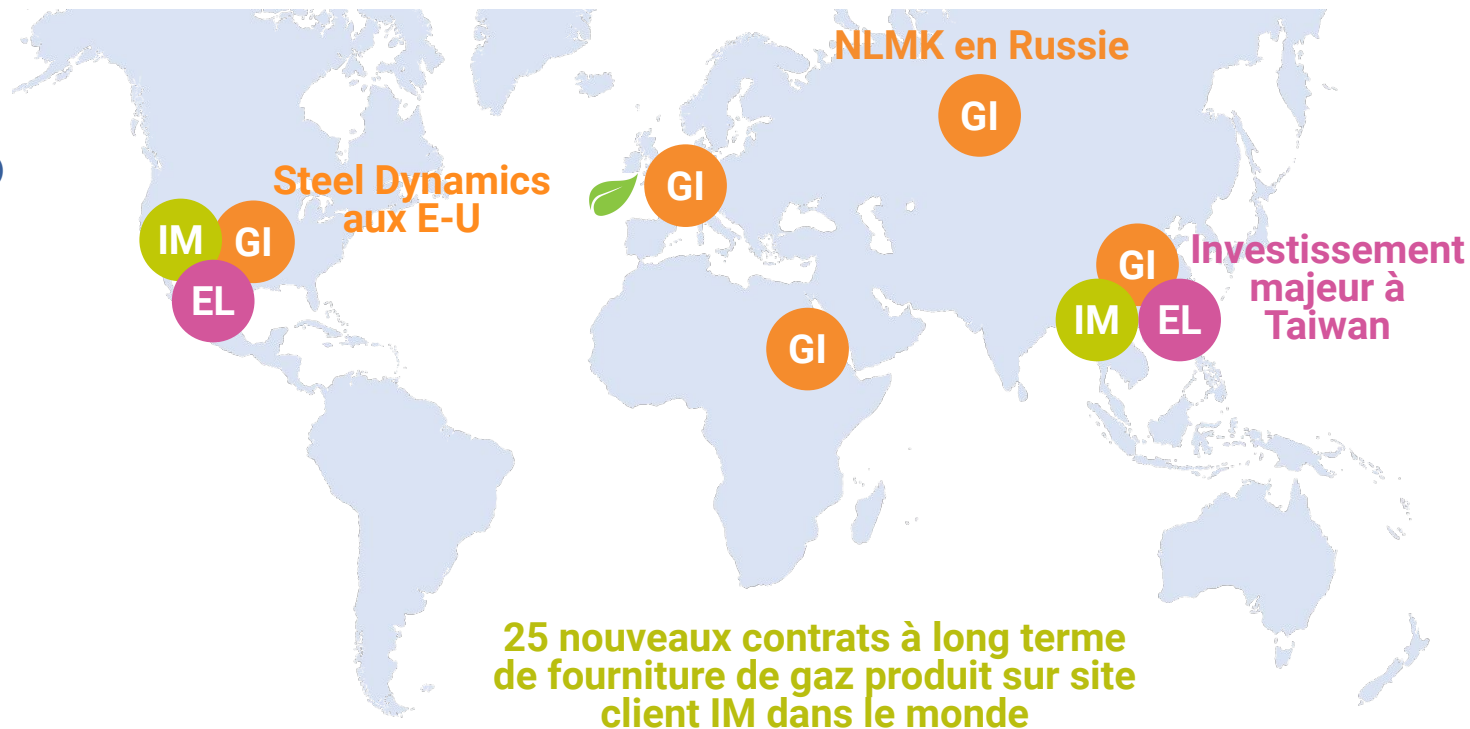 NLMK en Russie
GI
Steel Dynamics
aux E-U
GI
IM
GI
EL
GI
Investissement
majeur à
Taiwan
IM
EL
GI
25 nouveaux contrats à long terme
de fourniture de gaz produit sur site
client IM dans le monde